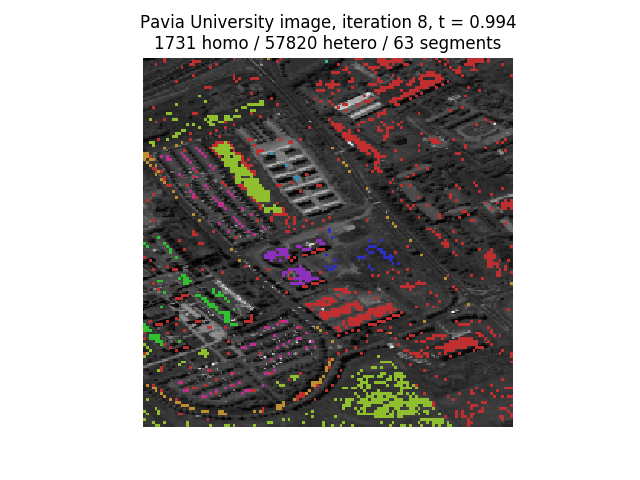 Pavia University image, iteration 8, t = 0.994
1731 homo / 57820 hetero / 63 segments